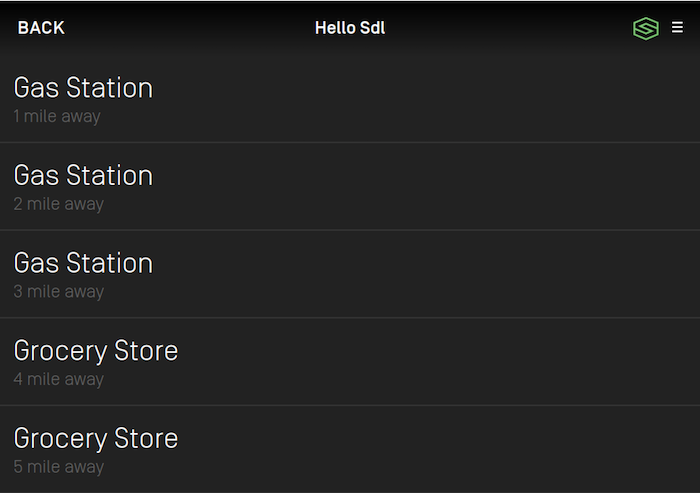 BACK
Hello Sdl
Gas Station
1 mile away
Gas Station
2 mile away
Gas Station
3 mile away
Grocery Store
4 mile away
Grocery Store
5 mile away